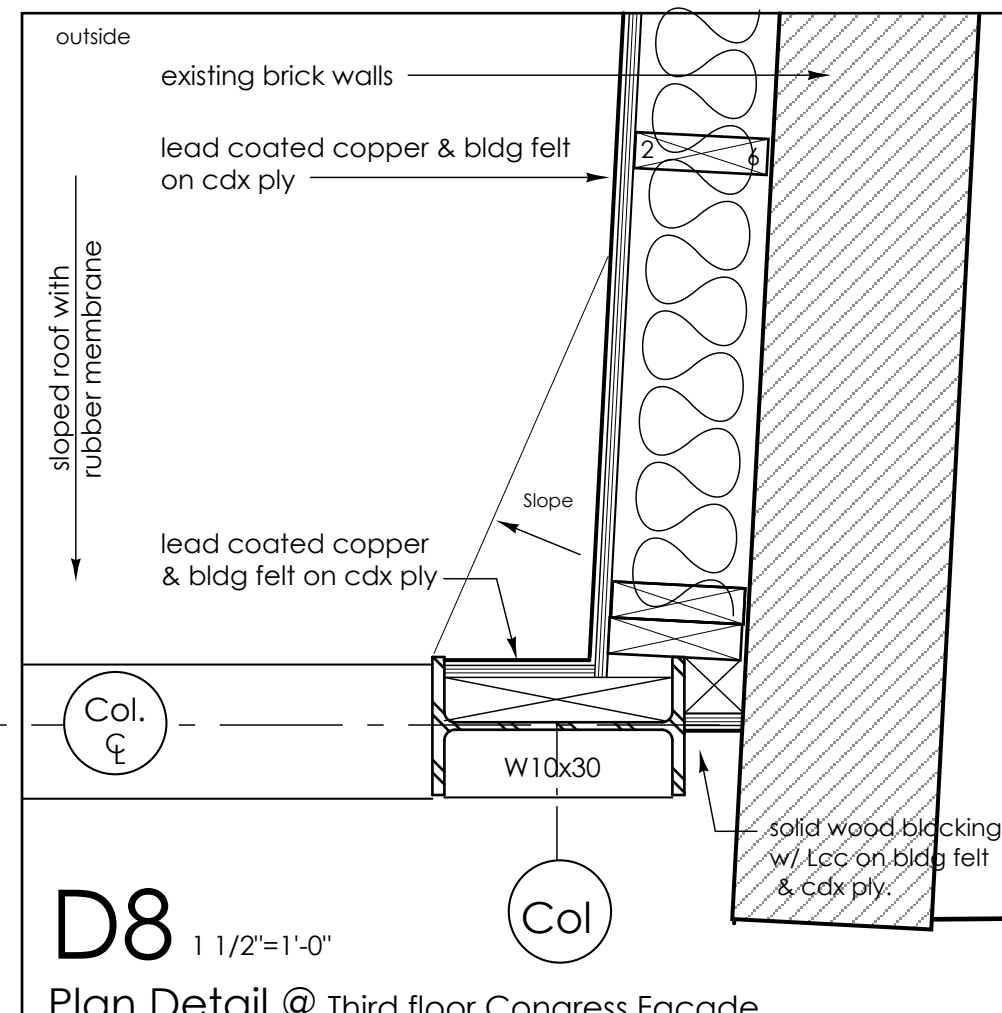 outside
existing brick walls
lead coated copper & bldg felt
on cdx ply
2 6
sloped roof with
rubber membrane
Slope
lead coated copper
& bldg felt on cdx ply
Col.
℄
W10x30
solid wood blocking
w/ Lcc on bldg felt
& cdx ply.
Col
D8 1 1/2"=1'-0"
Plan Detail @ Third floor Congress Facade